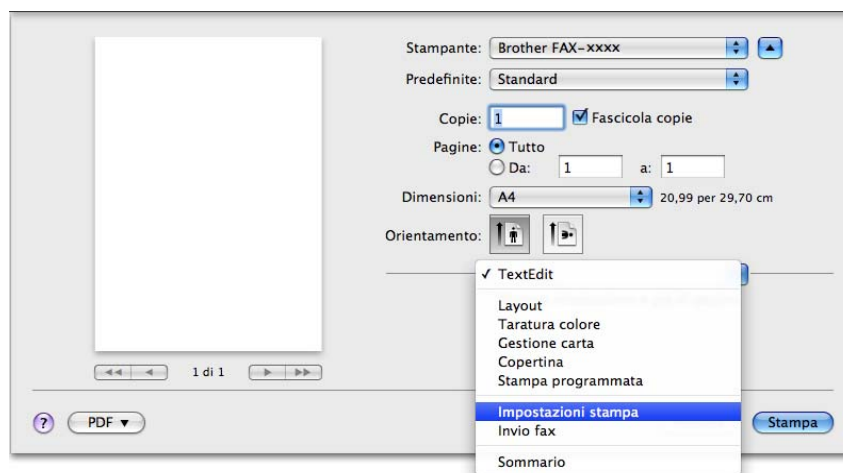 Stampante: Brother FAX-xxxx
Predefinite: Standard
Copie: 1 Fascicola copie
Pagine: Tutto
Da: 1 a: 1
Dimensioni: A4 20,99 per 29,70 cm
Orientamento:
✓ TextEdit
Layout
Taratura colore
Gestione carta
Copertina
Stampa programmata
Impostazioni stampa
Invio fax
Sommario
1 di 1
? PDF ▼ Stampa